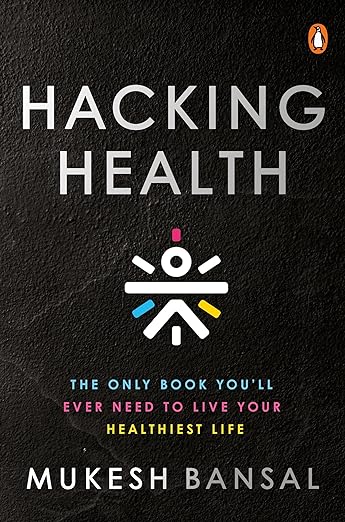 HACKING
HEALTH
THE ONLY BOOK YOU'LL
EVER NEED TO LIVE YOUR
HEALTHIEST LIFE
MUKESH BANSAL